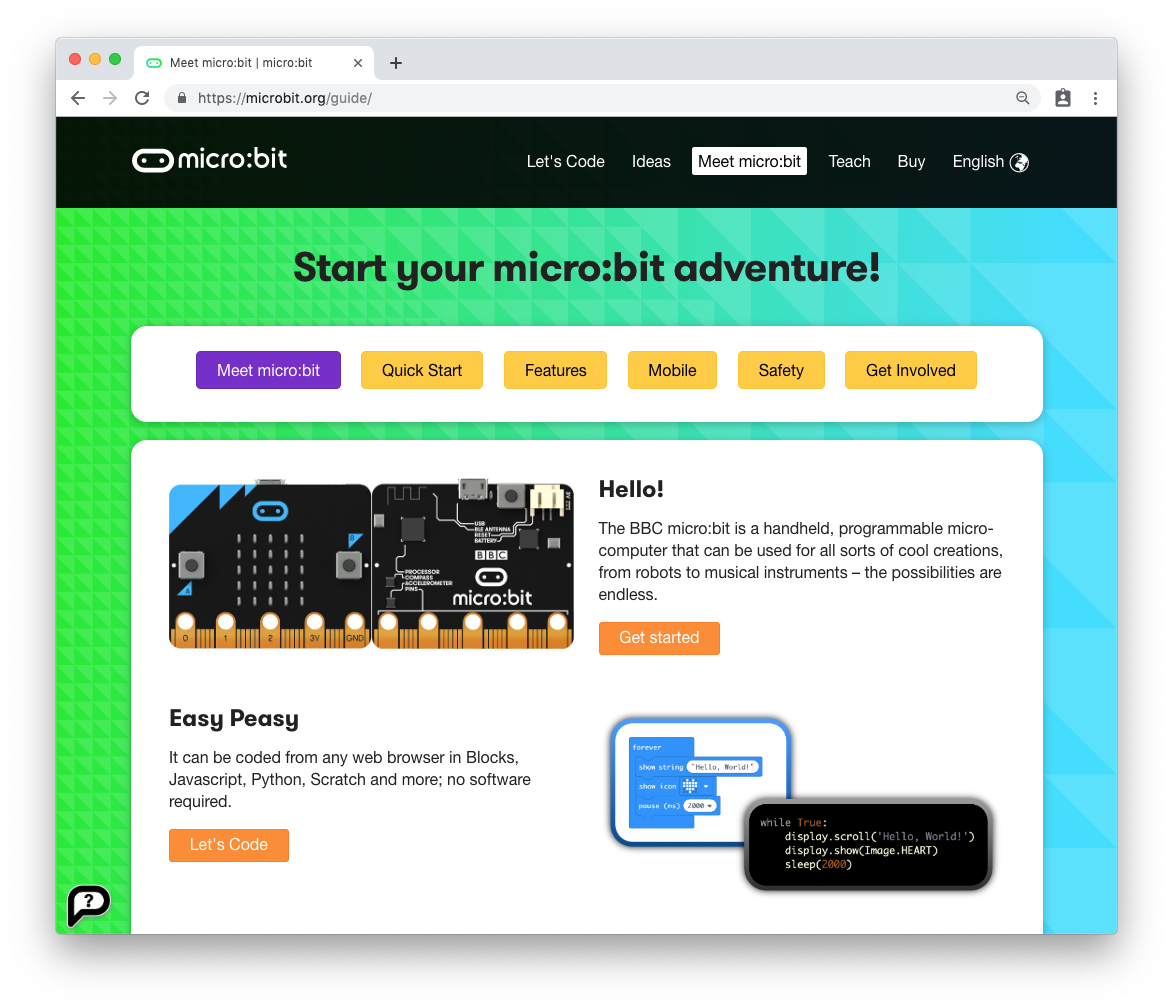 Meet micro:bit | micro:bit
https://microbit.org/guide/
micro:bit
Let's Code Ideas Meet micro:bit Teach Buy English
Start your micro:bit adventure!
Meet micro:bit Quick Start Features Mobile Safety Get Involved
USB
BLE ANTENNA
RESET
BATTERY
BBC
PROCESSOR
COMPASS
ACCELEROMETER
PINS
micro:bit
B
A
0 1 2 3V GND
Hello!
The BBC micro:bit is a handheld, programmable micro-
computer that can be used for all sorts of cool creations,
from robots to musical instruments – the possibilities are
endless.
Get started
Easy Peasy
It can be coded from any web browser in Blocks,
Javascript, Python, Scratch and more; no software
required.
Let's Code
forever
show string "Hello, World!"
show icon
pause (ms) 2000
while True:
display.scroll('Hello, World!')
display.show(Image.HEART)
sleep(2000)
?